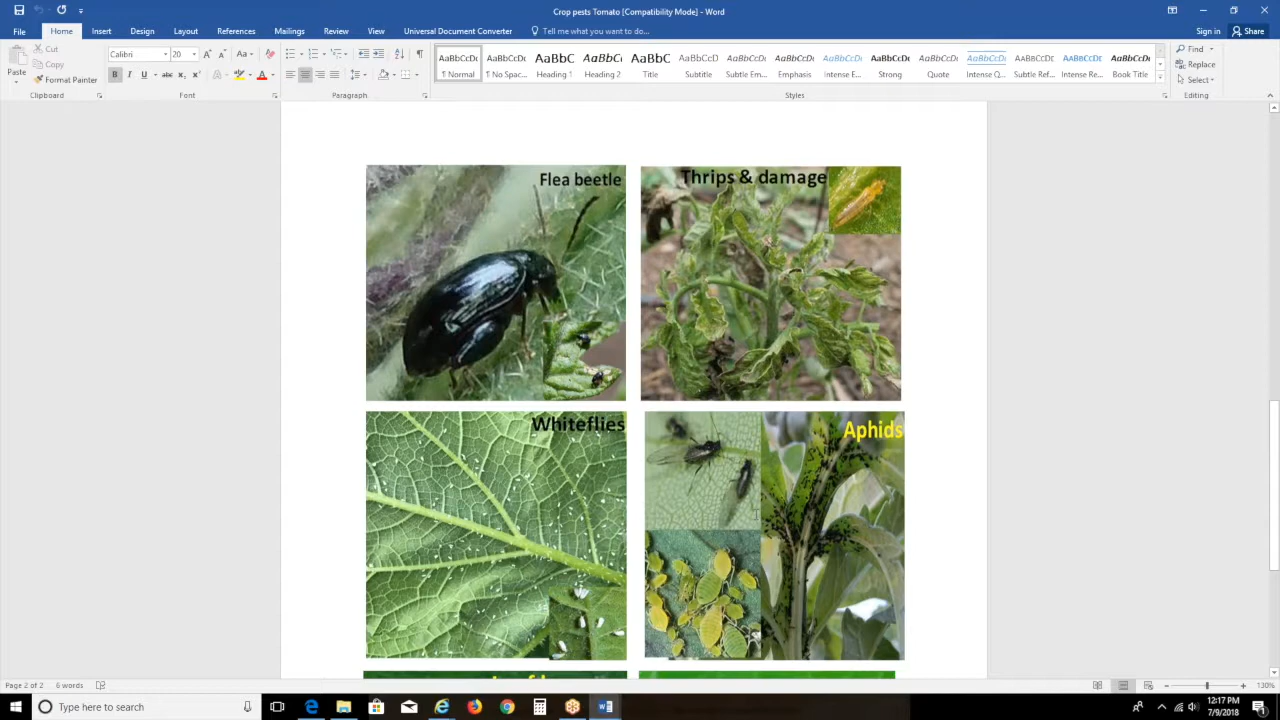 Crop pests Tomato [Compatibility Mode] - Word
Sign in
Share
File
Home
Insert
Design
Layout
References
Mailings
Review
View
Universal Document Converter
Tell me what you want to do...
Cut
Copy
Format Painter
Paste
Clipboard
Calibri
20
Font
Paragraph
AaBbCcDc
¶ Normal
AaBbCcDc
¶ No Spac...
AaBbC
Heading 1
AaBbCc
Heading 2
AaBbC
Title
AaBbCcD
Subtitle
AaBbCcDc
Subtle Em...
AaBbCcDc
Emphasis
AaBbCcDc
Intense E...
AaBbCcDc
Strong
AaBbCcDc
Quote
AaBbCcDc
Intense Q...
AaBbCcDc
Subtle Ref...
AaBbCcDc
Intense Re...
AaBbCcDc
Book Title
Styles
Find
Replace
Select
Editing
Flea beetle
Thrips & damage
Whiteflies
Aphids
Page 2 of 2
6 words
130%
Type here to search
12:17 PM
7/9/2018